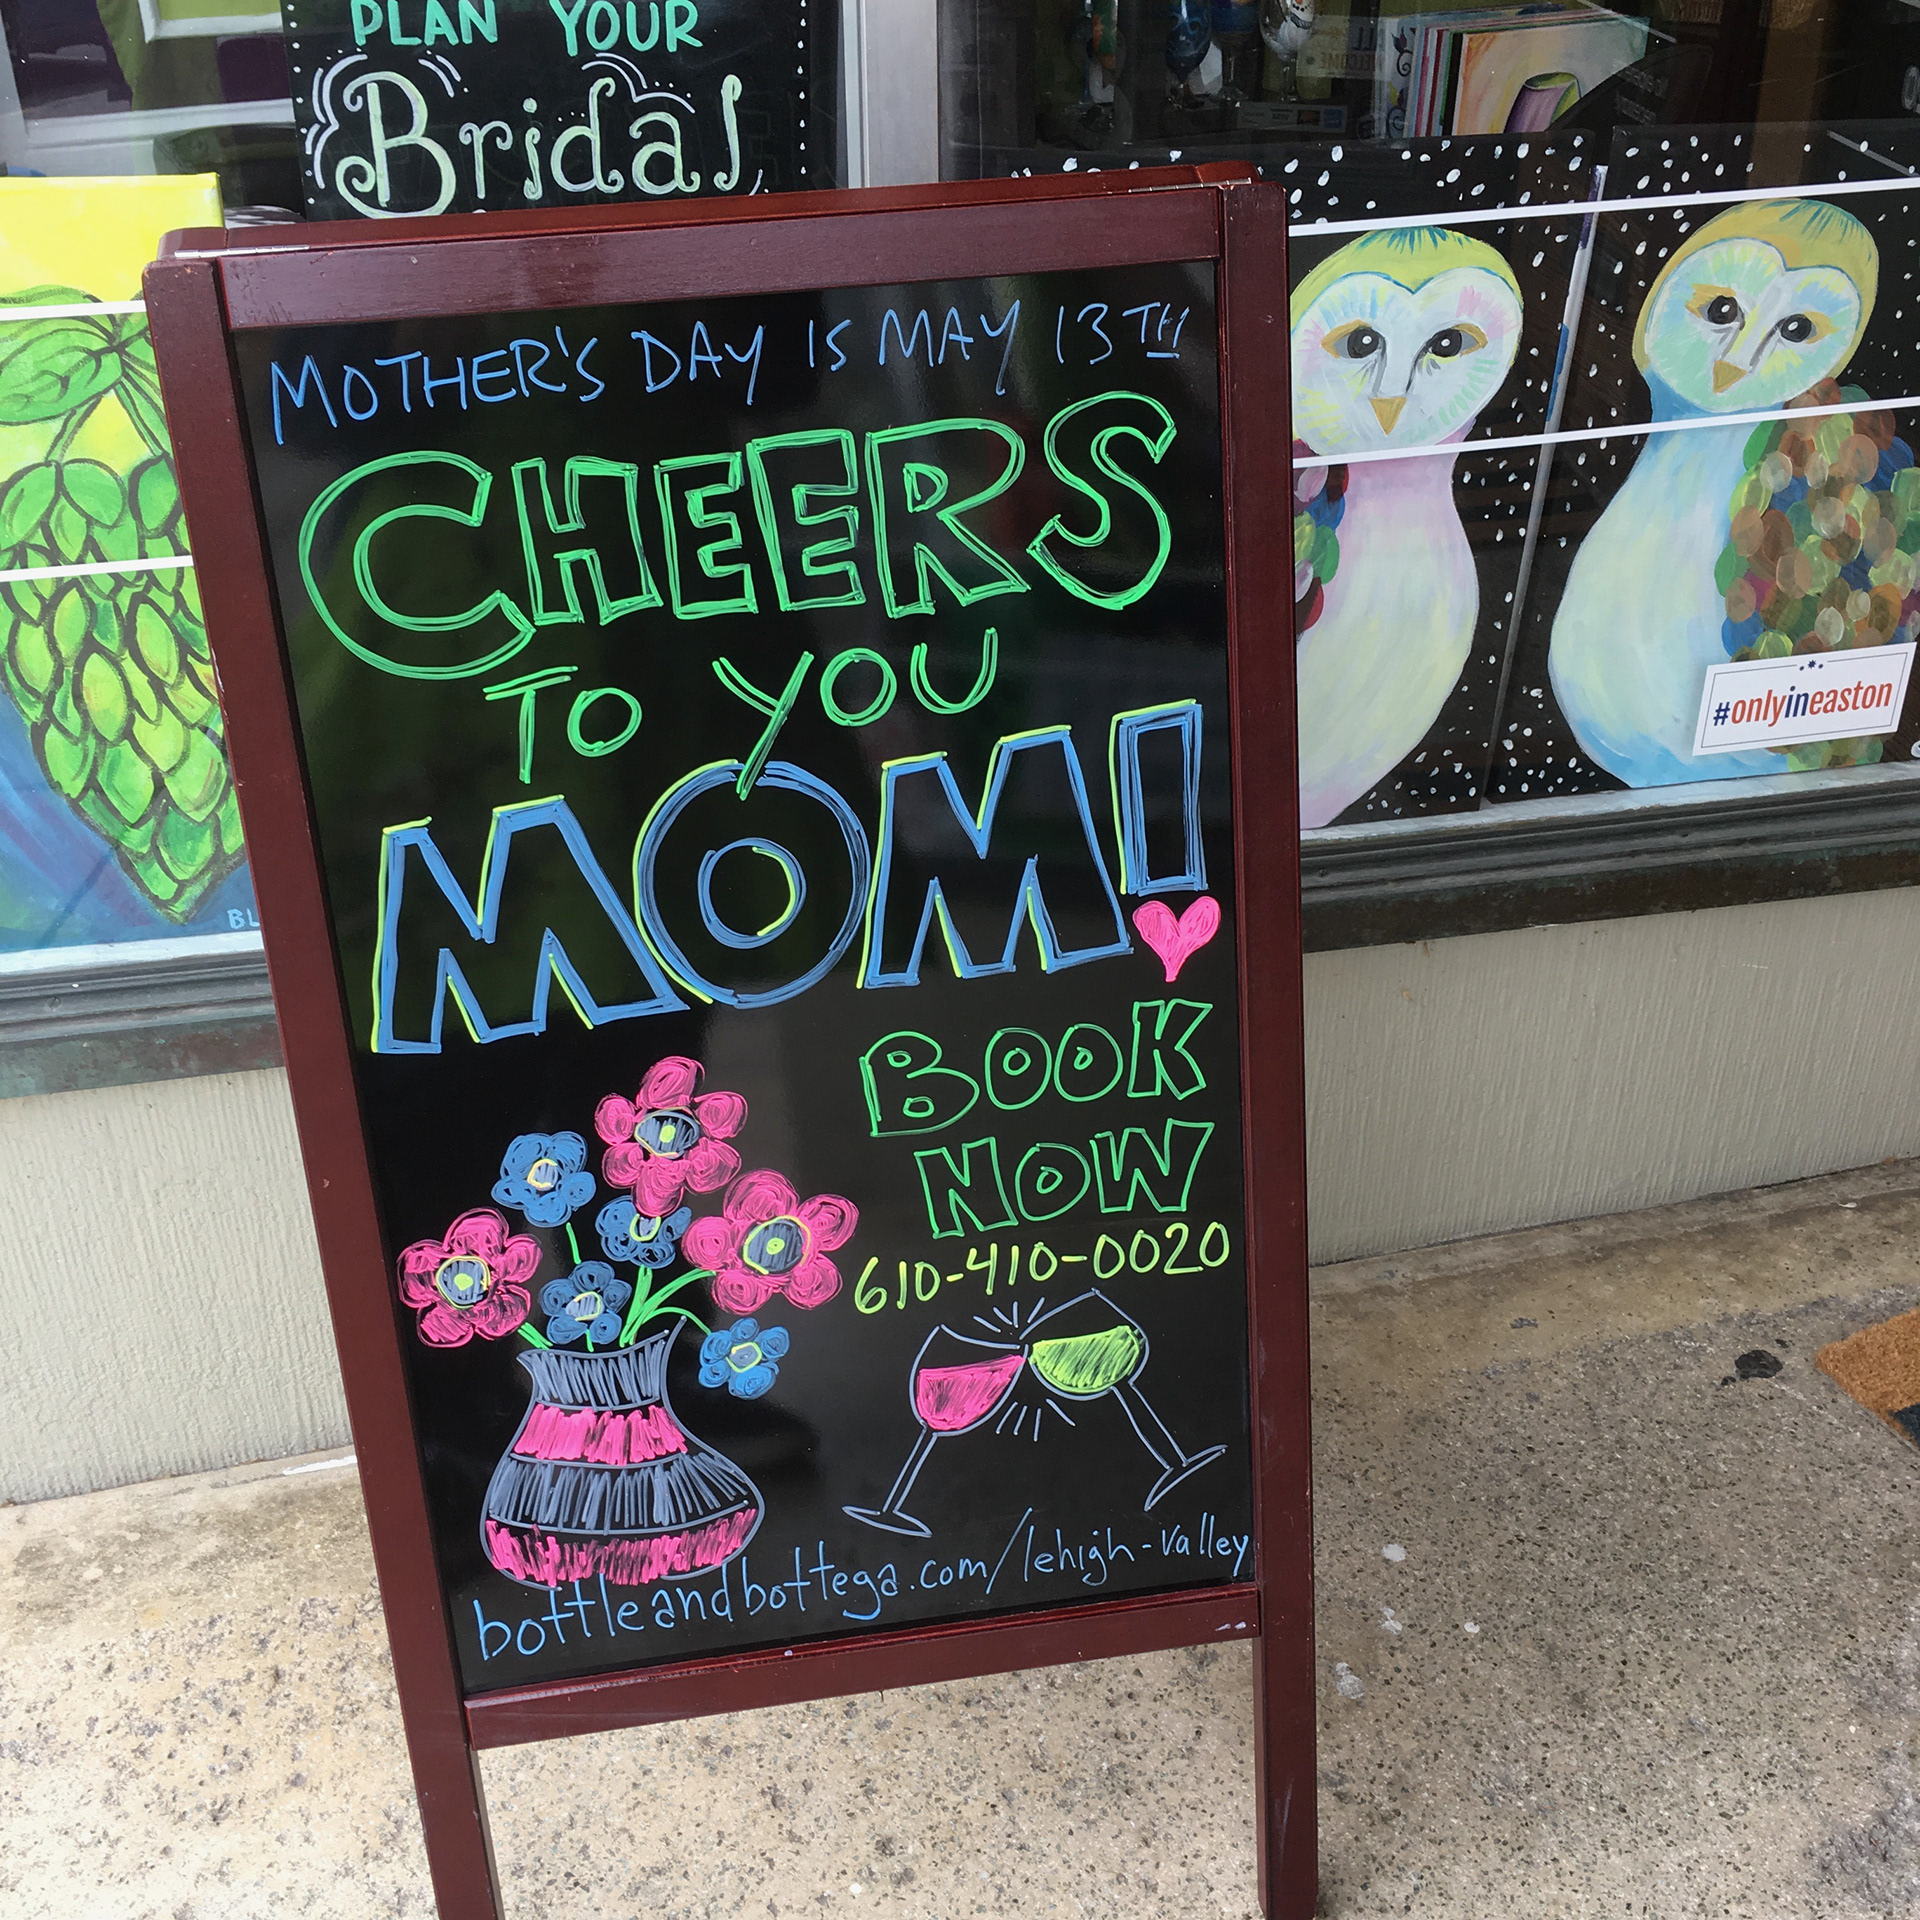 PLAN YOUR
Bridal
MOTHER'S DAY IS MAY 13TH
CHEERS
TO YOU
MOM!
BOOK
NOW
610-410-0020
bottleandbottega.com/lehigh-valley
#onlyineaston
BL